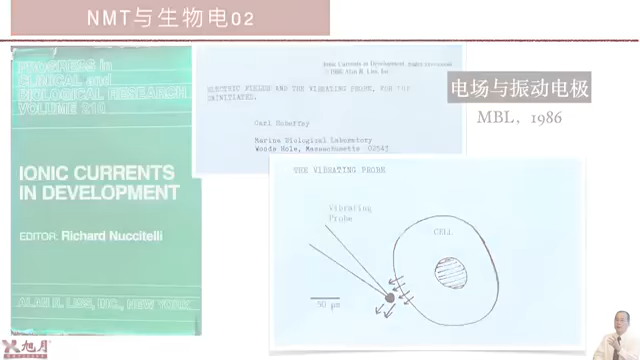 NMT与生物电02
PROGRESS in
CLINICAL and
BIOLOGICAL RESEARCH
VOLUME 210
IONIC CURRENTS
IN DEVELOPMENT
EDITOR: Richard Nuccitelli
ALAN R. LISS, INC., NEW YORK
Ionic Currents in Development, pages
©1986 Alan R. Liss, Inc.
ELECTRIC FIELDS AND THE VIBRATING PROBE, FOR THE
UNINITIATED.
Carl Scheffey
Marine Biological Laboratory
Woods Hole, Massachusetts 02543
电场与振动电极
MBL, 1986
THE VIBRATING PROBE
Vibrating
Probe
CELL
50 µm
旭月